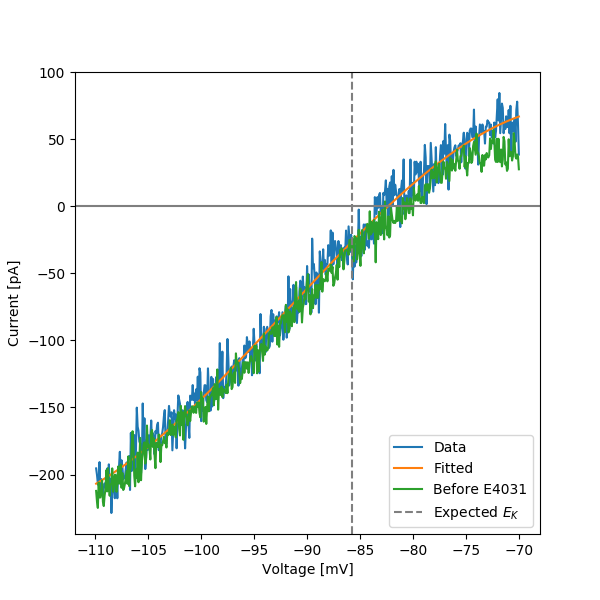 100
50
0
−50
−100
−150
−200
Current [pA]
Data
Fitted
Before E4031
Expected $E_K$
−110 −105 −100 −95 −90 −85 −80 −75 −70
Voltage [mV]